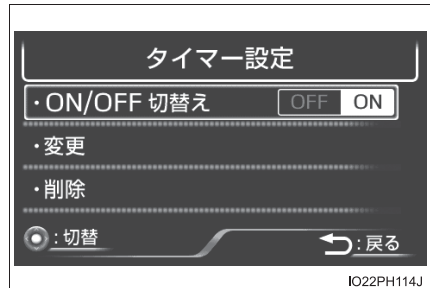 タイマー設定
・ON/OFF 切替え OFF ON
・変更
・削除
:切替 :戻る
IO22PH114J